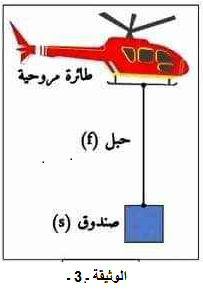 طائرة مروحية
حبل (f)
صندوق (s)
الوثيقة ـ 3 ـ